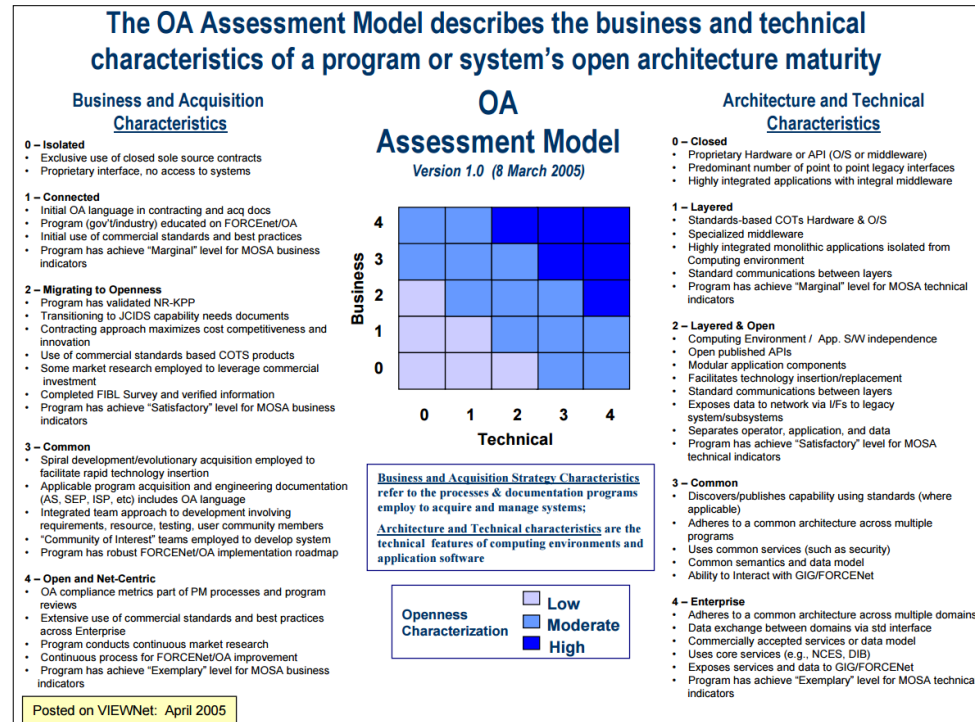 The OA Assessment Model describes the business and technical
characteristics of a program or system's open architecture maturity
Business and Acquisition
Characteristics
0 – Isolated
• Exclusive use of closed sole source contracts
• Proprietary interface, no access to systems
1 – Connected
• Initial OA language in contracting and acq docs
• Program (gov't/industry) educated on FORCEnet/OA
• Initial use of commercial standards and best practices
• Program has achieve “Marginal” level for MOSA business
indicators
2 – Migrating to Openness
• Program has validated NR-KPP
• Transitioning to JCIDS capability needs documents
• Contracting approach maximizes cost competitiveness and
innovation
• Use of commercial standards based COTS products
• Some market research employed to leverage commercial
investment
• Completed FIBL Survey and verified information
• Program has achieve “Satisfactory” level for MOSA business
indicators
3 – Common
• Spiral development/evolutionary acquisition employed to
facilitate rapid technology insertion
• Applicable program acquisition and engineering documentation
(AS, SEP, ISP, etc) includes OA language
• Integrated team approach to development involving
requirements, resource, testing, user community members
• “Community of Interest” teams employed to develop system
• Program has robust FORCENet/OA implementation roadmap
4 – Open and Net-Centric
• OA compliance metrics part of PM processes and program
reviews
• Extensive use of commercial standards and best practices
across Enterprise
• Program conducts continuous market research
• Continuous process for FORCENet/OA improvement
• Program has achieve “Exemplary” level for MOSA business
indicators
Posted on VIEWNet: April 2005
OA
Assessment Model
Version 1.0 (8 March 2005)
Business
4
3
2
1
0
0 1 2 3 4
Technical
Business and Acquisition Strategy Characteristics
refer to the processes & documentation programs
employ to acquire and manage systems;
Architecture and Technical characteristics are the
technical features of computing environments and
application software
Openness
Characterization
Low
Moderate
High
Architecture and Technical
Characteristics
0 – Closed
• Proprietary Hardware or API (O/S or middleware)
• Predominant number of point to point legacy interfaces
• Highly integrated applications with integral middleware
1 – Layered
• Standards-based COTs Hardware & O/S
• Specialized middleware
• Highly integrated monolithic applications isolated from
Computing environment
• Standard communications between layers
• Program has achieve “Marginal” level for MOSA technical
indicators
2 – Layered & Open
• Computing Environment / App. S/W independence
• Open published APIs
• Modular application components
• Facilitates technology insertion/replacement
• Standard communications between layers
• Exposes data to network via I/Fs to legacy
system/subsystems
• Separates operator, application, and data
• Program has achieve “Satisfactory” level for MOSA
technical indicators
3 – Common
• Discovers/publishes capability using standards (where
applicable)
• Adheres to a common architecture across multiple
programs
• Uses common services (such as security)
• Common semantics and data model
• Ability to Interact with GIG/FORCENet
4 – Enterprise
• Adheres to a common architecture across multiple domains
• Data exchange between domains via std interface
• Commercially accepted services or data model
• Uses core services (e.g., NCES, DIB)
• Exposes services and data to GIG/FORCENet
• Program has achieve “Exemplary” level for MOSA technical
indicators